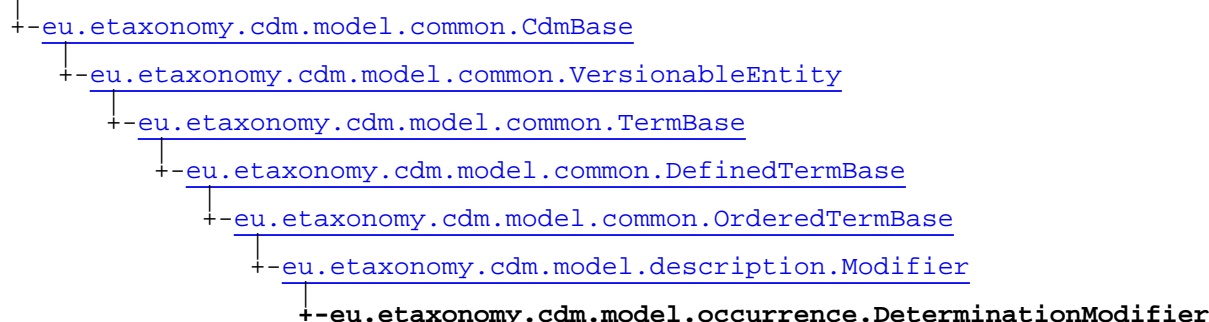 +-eu.etaxonomy.cdm.model.common.CdmBase
+-eu.etaxonomy.cdm.model.common.VersionableEntity
+-eu.etaxonomy.cdm.model.common.TermBase
+-eu.etaxonomy.cdm.model.common.DefinedTermBase
+-eu.etaxonomy.cdm.model.common.OrderedTermBase
+-eu.etaxonomy.cdm.model.description.Modifier
+-eu.etaxonomy.cdm.model.occurrence.DeterminationModifier